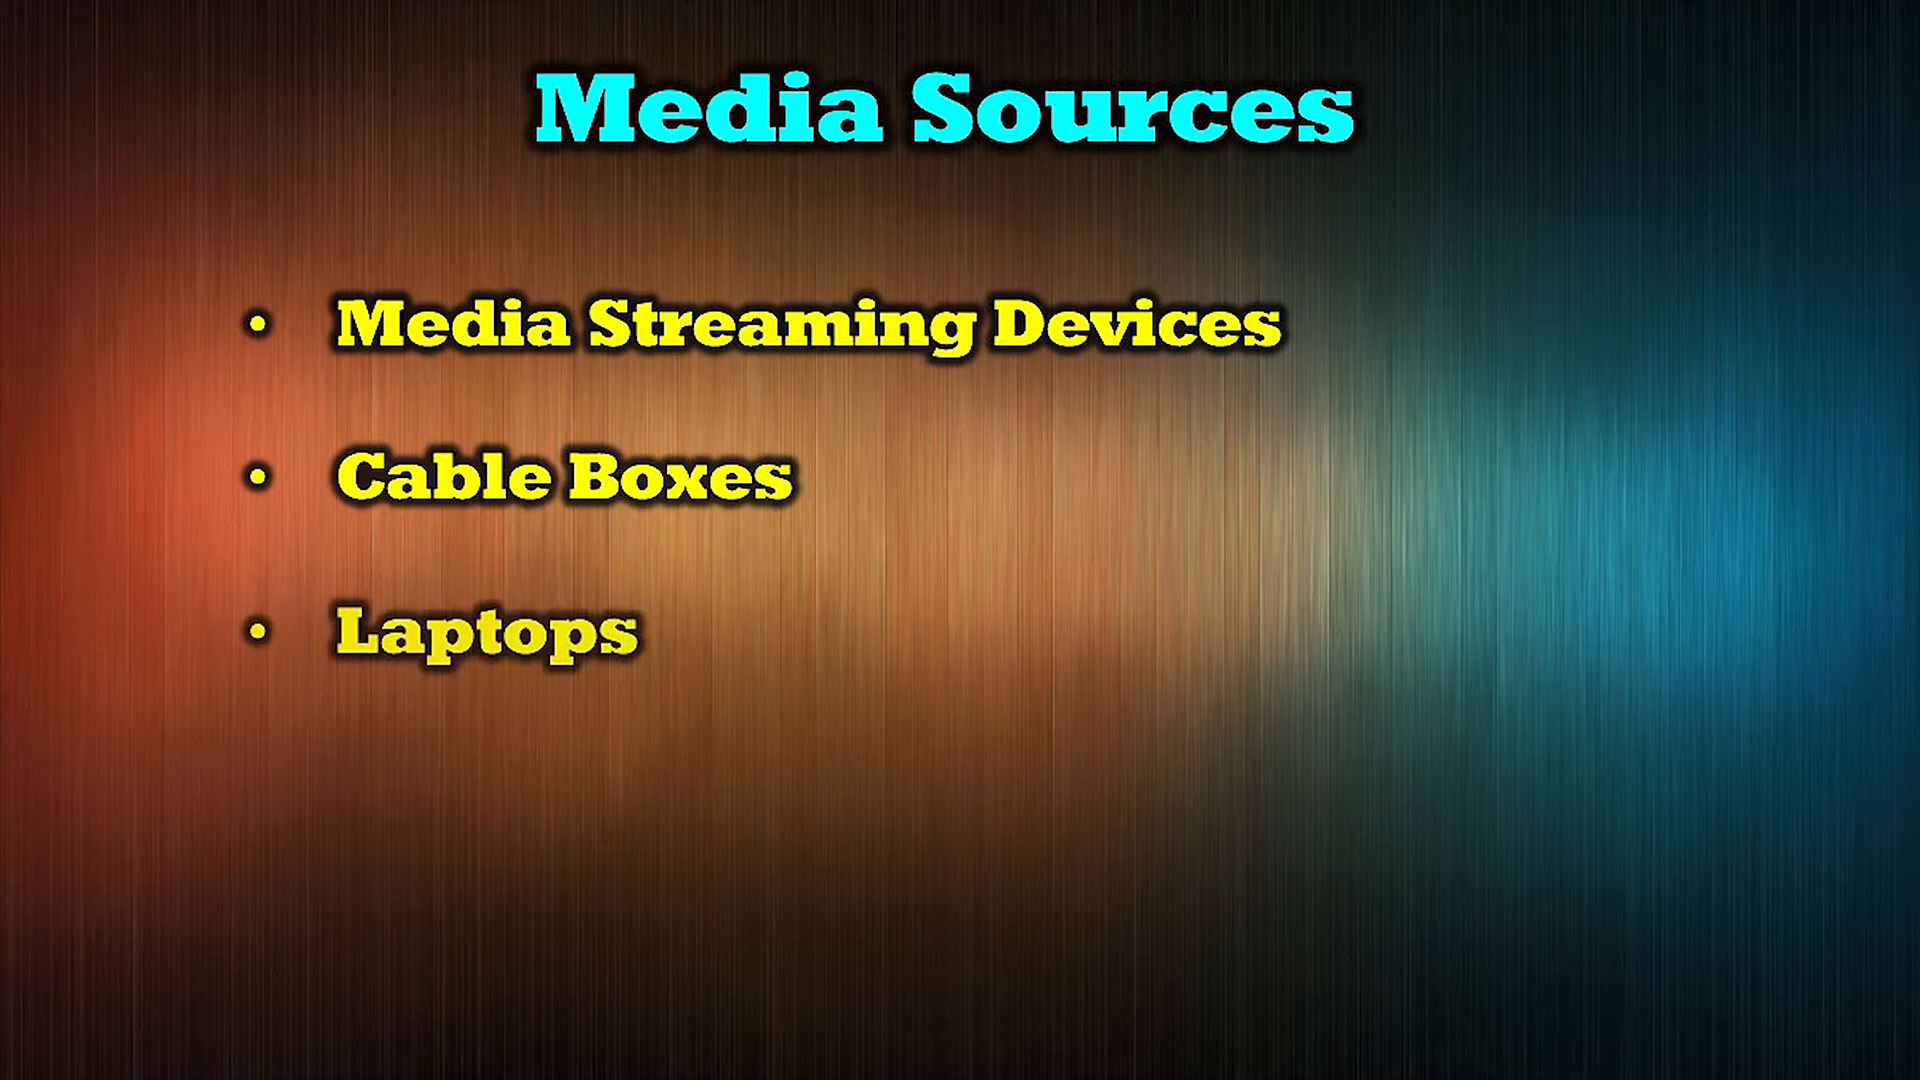 Media Sources
• Media Streaming Devices
• Cable Boxes
• Laptops